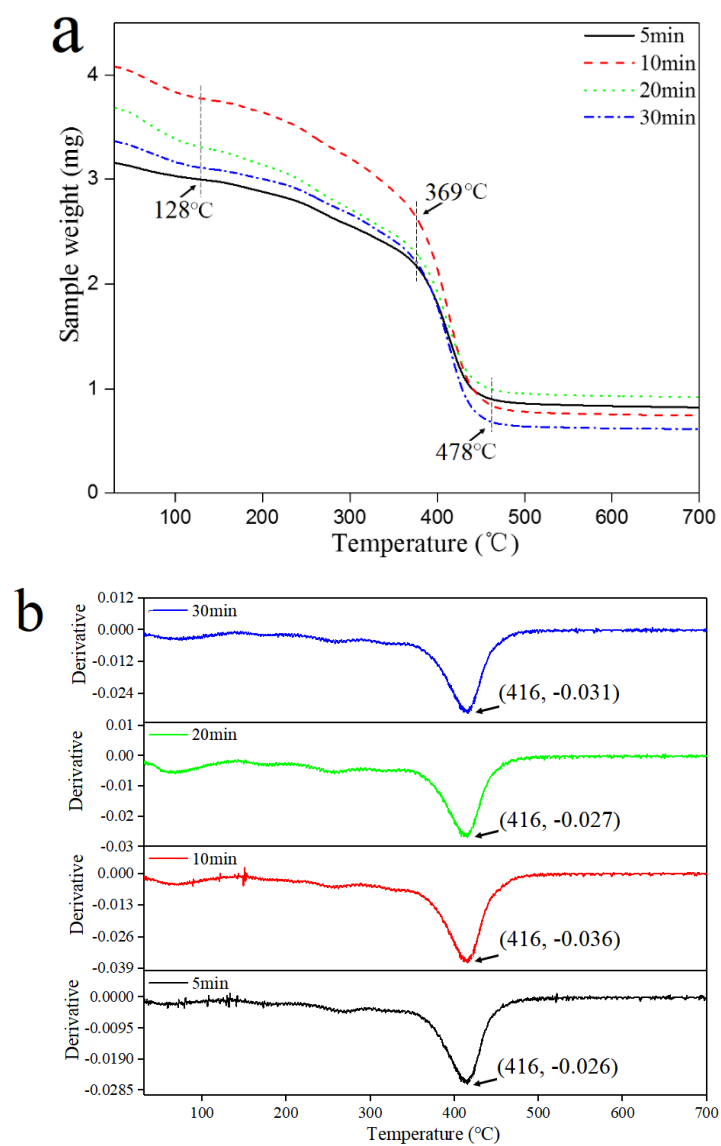 a
5min
10min
20min
30min
4
3
2
1
0
Sample weight (mg)
128℃
369℃
478℃
100 200 300 400 500 600 700
Temperature (℃)
b
0.012
0.000
-0.012
-0.024
Derivative
30min
(416, -0.031)
0.01
0.00
-0.01
-0.02
-0.03
Derivative
20min
(416, -0.027)
0.000
-0.013
-0.026
-0.039
Derivative
10min
(416, -0.036)
0.0000
-0.0095
-0.0190
-0.0285
Derivative
5min
(416, -0.026)
100 200 300 400 500 600 700
Temperature (℃)